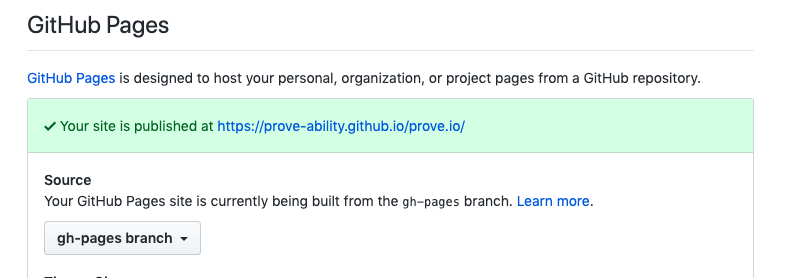 GitHub Pages
GitHub Pages is designed to host your personal, organization, or project pages from a GitHub repository.
Your site is published at https://prove-ability.github.io/prove.io/
Source
Your GitHub Pages site is currently being built from the gh-pages branch. Learn more.
gh-pages branch